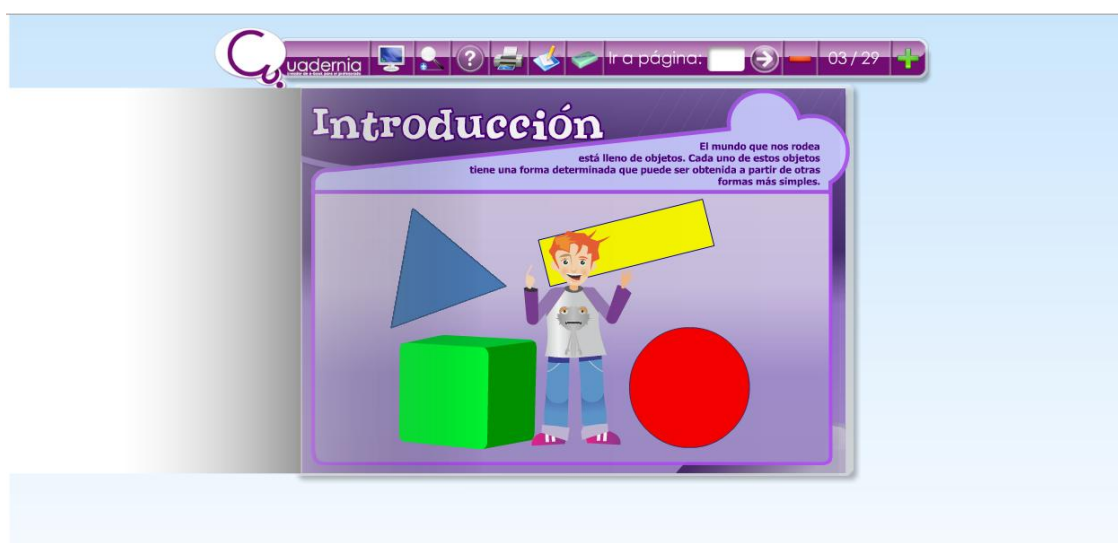 Cuadernia
Ir a página:
03 / 29
Introducción
El mundo que nos rodea
está lleno de objetos. Cada uno de estos objetos
tiene una forma determinada que puede ser obtenida a partir de otras
formas más simples.